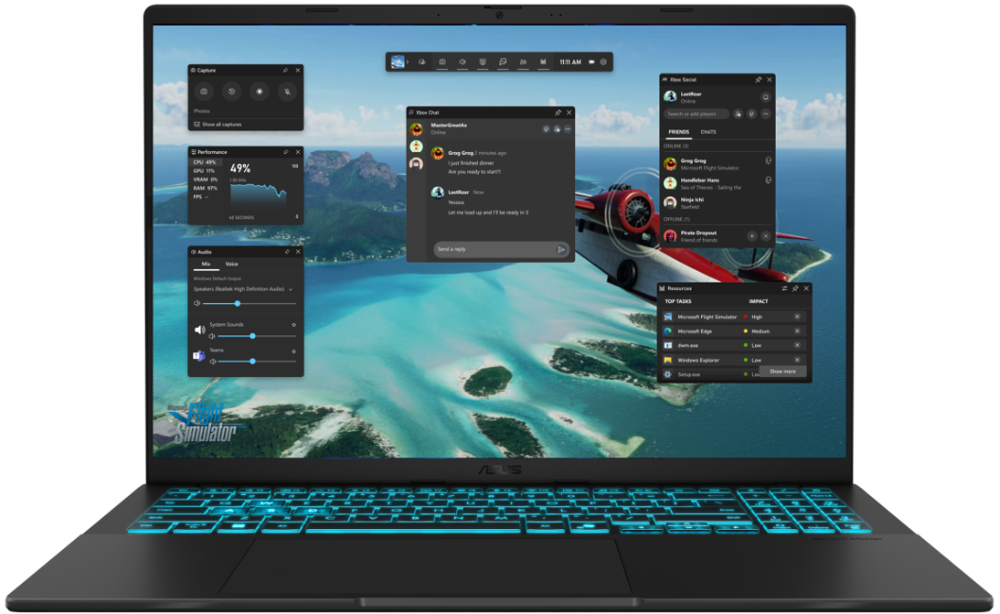 11:11 AM
Capture
Photos
Show all captures
Performance
CPU 49%
GPU 11%
VRAM 0%
RAM 97%
FPS --
49%
100
60 SECONDS
0
Audio
Mix Voice
Windows Default Output
Speakers (Realtek High Definition Audio)
System Sounds
Teams
Xbox Chat
MasterGreatAx
Online
Grog Grog 2 minutes ago
I just finished dinner
Are you ready to start?!
LastRoar Now
Yesssss
Let me load up and I'll be ready in 5
Send a reply
Xbox Social
LastRoar
Online
Search or add players
FRIENDS CHATS
ONLINE (3)
Grog Grog
Microsoft Flight Simulator
Handlebar Hans
Sea of Thieves - Sailing the
Ninja Ichi
Starfield
OFFLINE (1)
Pirate Dropout
Friend of friends
Resources
TOP TASKS IMPACT
Microsoft Flight Simulator High
Microsoft Edge Medium
dwm.exe Low
Windows Explorer Low
Setup.exe
Show more
Microsoft
Flight
Simulator
ASUS